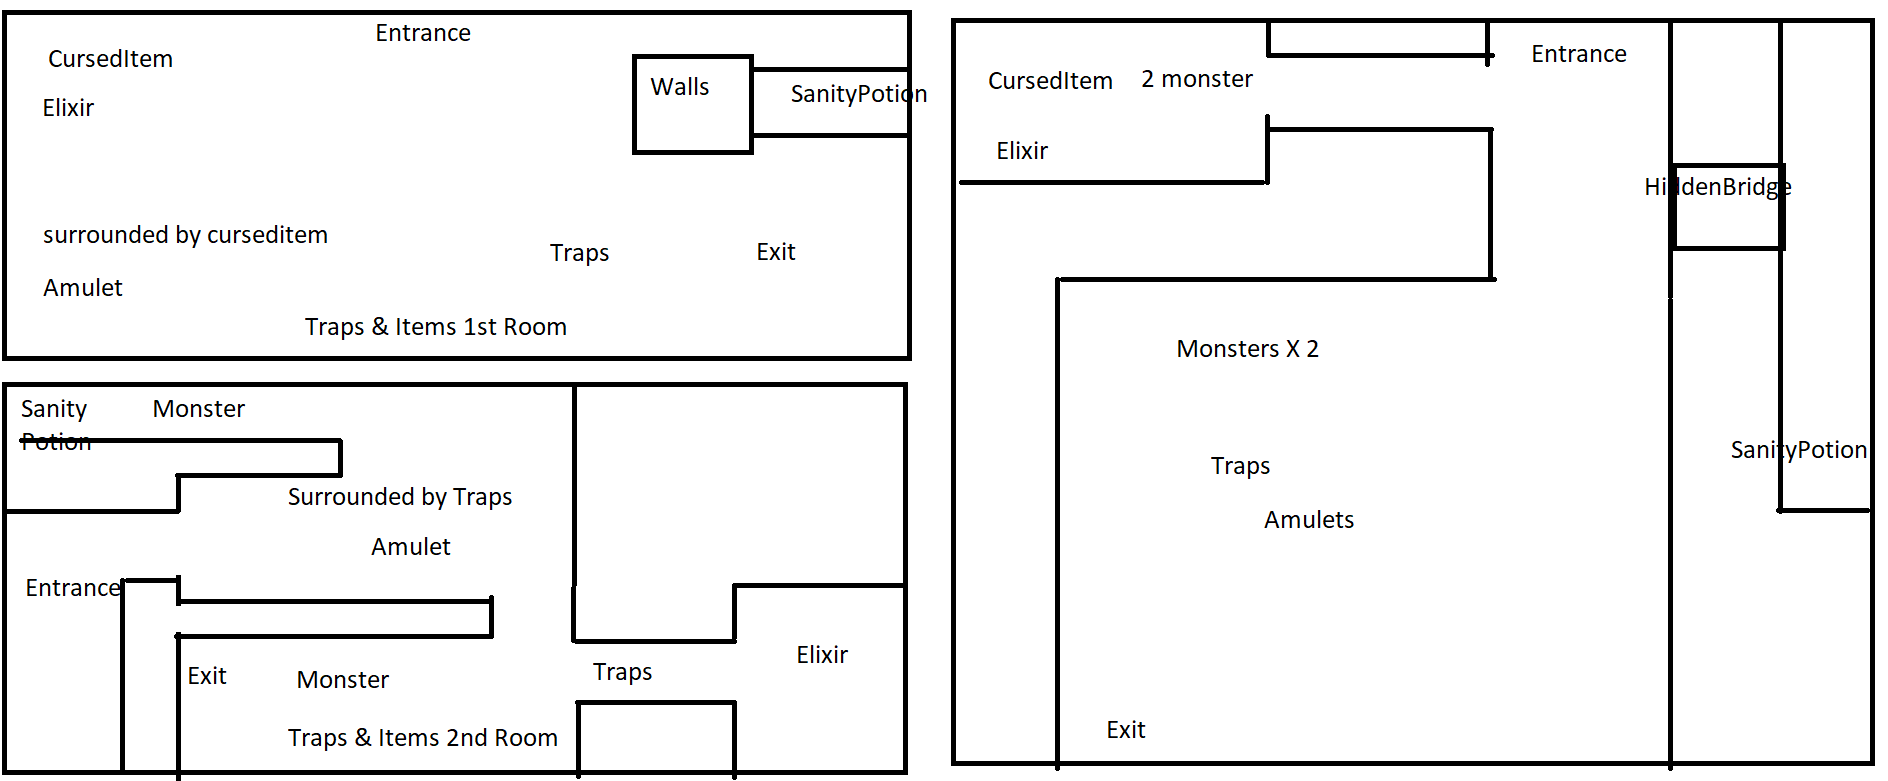 Entrance
CursedItem
Walls
SanityPotion
Elixir
surrounded by curseditem
Traps
Exit
Amulet
Traps & Items 1st Room
Sanity
Potion
Monster
Surrounded by Traps
Amulet
Entrance
Exit
Monster
Traps
Elixir
Traps & Items 2nd Room
Entrance
CursedItem
2 monster
Elixir
HiddenBridge
Monsters X 2
SanityPotion
Traps
Amulets
Exit